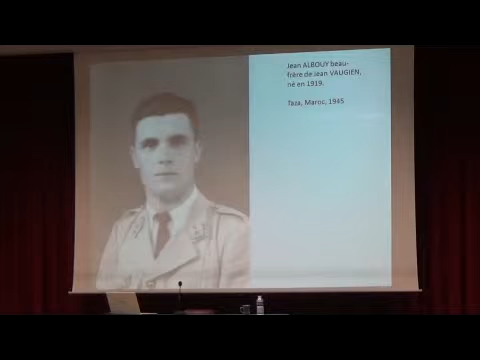 Jean ALBOUY beau-
frère de Jean VAUGIEN,
né en 1919.
Taza, Maroc, 1945